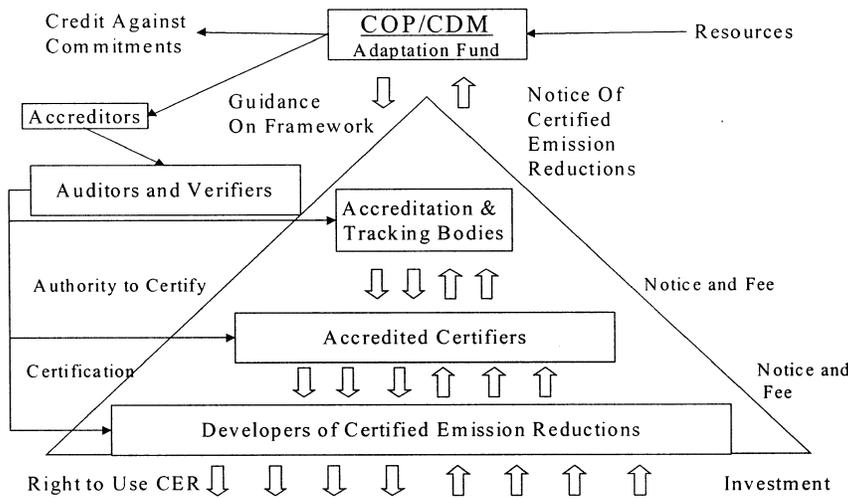 Credit Against
Commitments
COP/CDM
Adaptation Fund
Resources
Accreditors
Guidance
On Framework
Notice Of
Certified
Emission
Reductions
Auditors and Verifiers
Accreditation &
Tracking Bodies
Authority to Certify
Notice and Fee
Accredited Certifiers
Certification
Notice and
Fee
Developers of Certified Emission Reductions
Right to Use CER
Investment